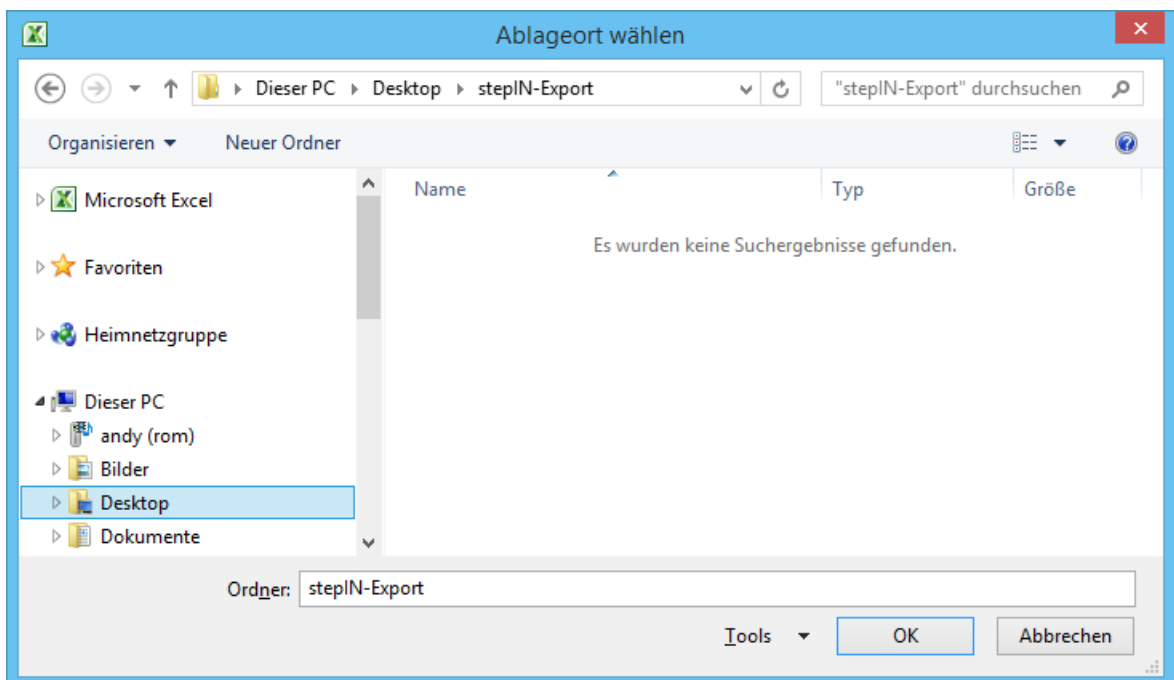 Ablageort wählen
Dieser PC Desktop stepIN-Export
"stepIN-Export" durchsuchen
Organisieren Neuer Ordner
Microsoft Excel
Favoriten
Heimnetzgruppe
Dieser PC
andy (rom)
Bilder
Desktop
Dokumente
Name Typ Größe
Es wurden keine Suchergebnisse gefunden.
Ordner: stepIN-Export
Tools OK Abbrechen